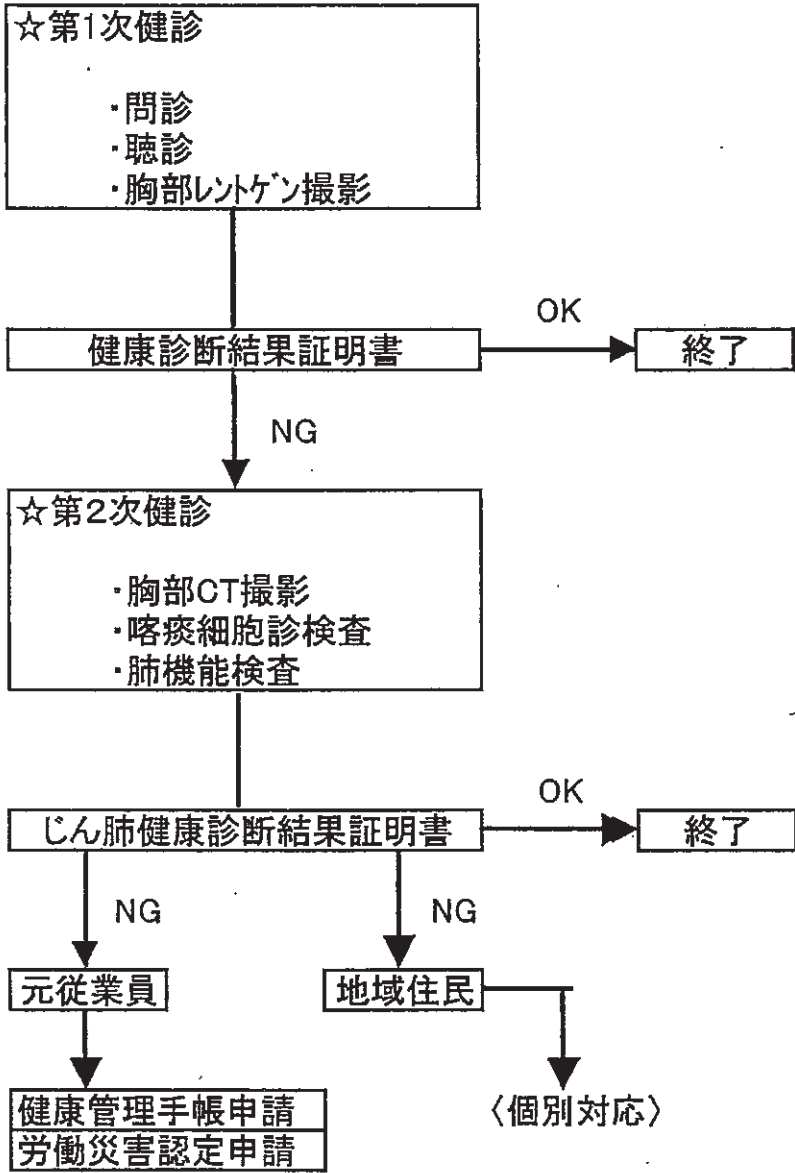 ☆第1次健診
・問診
・聴診
・胸部レントゲン撮影
OK
健康診断結果証明書
終了
NG
☆第2次健診
・胸部CT撮影
・喀痰細胞診検査
・肺機能検査
OK
じん肺健康診断結果証明書
終了
NG
NG
元従業員
地域住民
健康管理手帳申請
労働災害認定申請
〈個別対応〉